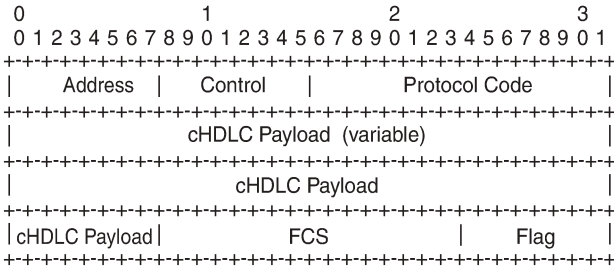 0 1 2 3
0 1 2 3 4 5 6 7 8 9 0 1 2 3 4 5 6 7 8 9 0 1 2 3 4 5 6 7 8 9 0 1
+-+-+-+-+-+-+-+-+-+-+-+-+-+-+-+-+-+-+-+-+-+-+-+-+-+-+-+-+-+-+-+-+
| Address | Control | Protocol Code |
+-+-+-+-+-+-+-+-+-+-+-+-+-+-+-+-+-+-+-+-+-+-+-+-+-+-+-+-+-+-+-+-+
| cHDLC Payload (variable) |
+-+-+-+-+-+-+-+-+-+-+-+-+-+-+-+-+-+-+-+-+-+-+-+-+-+-+-+-+-+-+-+-+
| cHDLC Payload |
+-+-+-+-+-+-+-+-+-+-+-+-+-+-+-+-+-+-+-+-+-+-+-+-+-+-+-+-+-+-+-+-+
| cHDLC Payload | FCS | Flag |
+-+-+-+-+-+-+-+-+-+-+-+-+-+-+-+-+-+-+-+-+-+-+-+-+-+-+-+-+-+-+-+-+